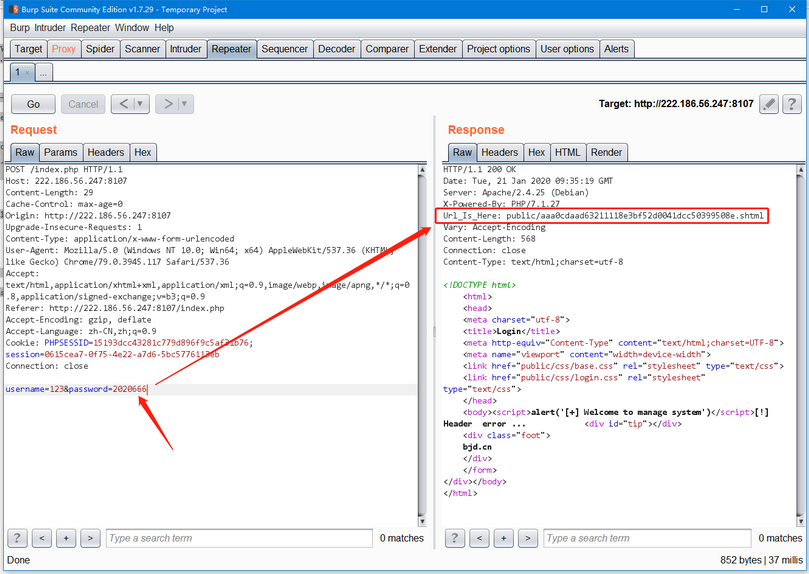 Burp Suite Community Edition v1.7.29 - Temporary Project
Burp Intruder Repeater Window Help
Target Proxy Spider Scanner Intruder Repeater Sequencer Decoder Comparer Extender Project options User options Alerts
1 × ...
Go Cancel < ▼ > ▼ Target: http://222.186.56.247:8107 ?
Request
Raw Params Headers Hex
POST /index.php HTTP/1.1
Host: 222.186.56.247:8107
Content-Length: 29
Cache-Control: max-age=0
Origin: http://222.186.56.247:8107
Upgrade-Insecure-Requests: 1
Content-Type: application/x-www-form-urlencoded
User-Agent: Mozilla/5.0 (Windows NT 10.0; Win64; x64) AppleWebKit/537.36 (KHTML,
like Gecko) Chrome/79.0.3945.117 Safari/537.36
Accept:
text/html,application/xhtml+xml,application/xml;q=0.9,image/webp,image/apng,*/*;q=0
.8,application/signed-exchange;v=b3;q=0.9
Referer: http://222.186.56.247:8107/index.php
Accept-Encoding: gzip, deflate
Accept-Language: zh-CN,zh;q=0.9
Cookie:
session=0615cea7-0f75-4e22-a7d6-5bc5776113eb
Connection: close
username=123&password=2020666
? < + > Type a search term 0 matches
Response
Raw Headers Hex HTML Render
HTTP/1.1 200 OK
Date: Tue, 21 Jan 2020 09:35:19 GMT
Server: Apache/2.4.25 (Debian)
X-Powered-By: PHP/7.1.27
Url_Is_Here: public/aaa0cdaad63211118e3bf52d0041dcc50399508e.shtml
Vary: Accept-Encoding
Content-Length: 568
Connection: close
Content-Type: text/html;charset=utf-8
<!DOCTYPE html>
<html>
<head>
<meta charset="utf-8">
<title>Login</title>
<meta http-equiv="Content-Type" content="text/html;charset=UTF-8">
<meta name="viewport" content="width=device-width">
<link href="public/css/base.css" rel="stylesheet" type="text/css">
<link href="public/css/login.css" rel="stylesheet"
type="text/css">
</head>
<body><script>alert('[+] Welcome to manage system')</script>[!]
Header error ... <div id="tip"></div>
<div class="foot">
bjd.cn
</div>
</form>
</div></body>
</html>
? < + > Type a search term 0 matches
Done 852 bytes | 37 millis